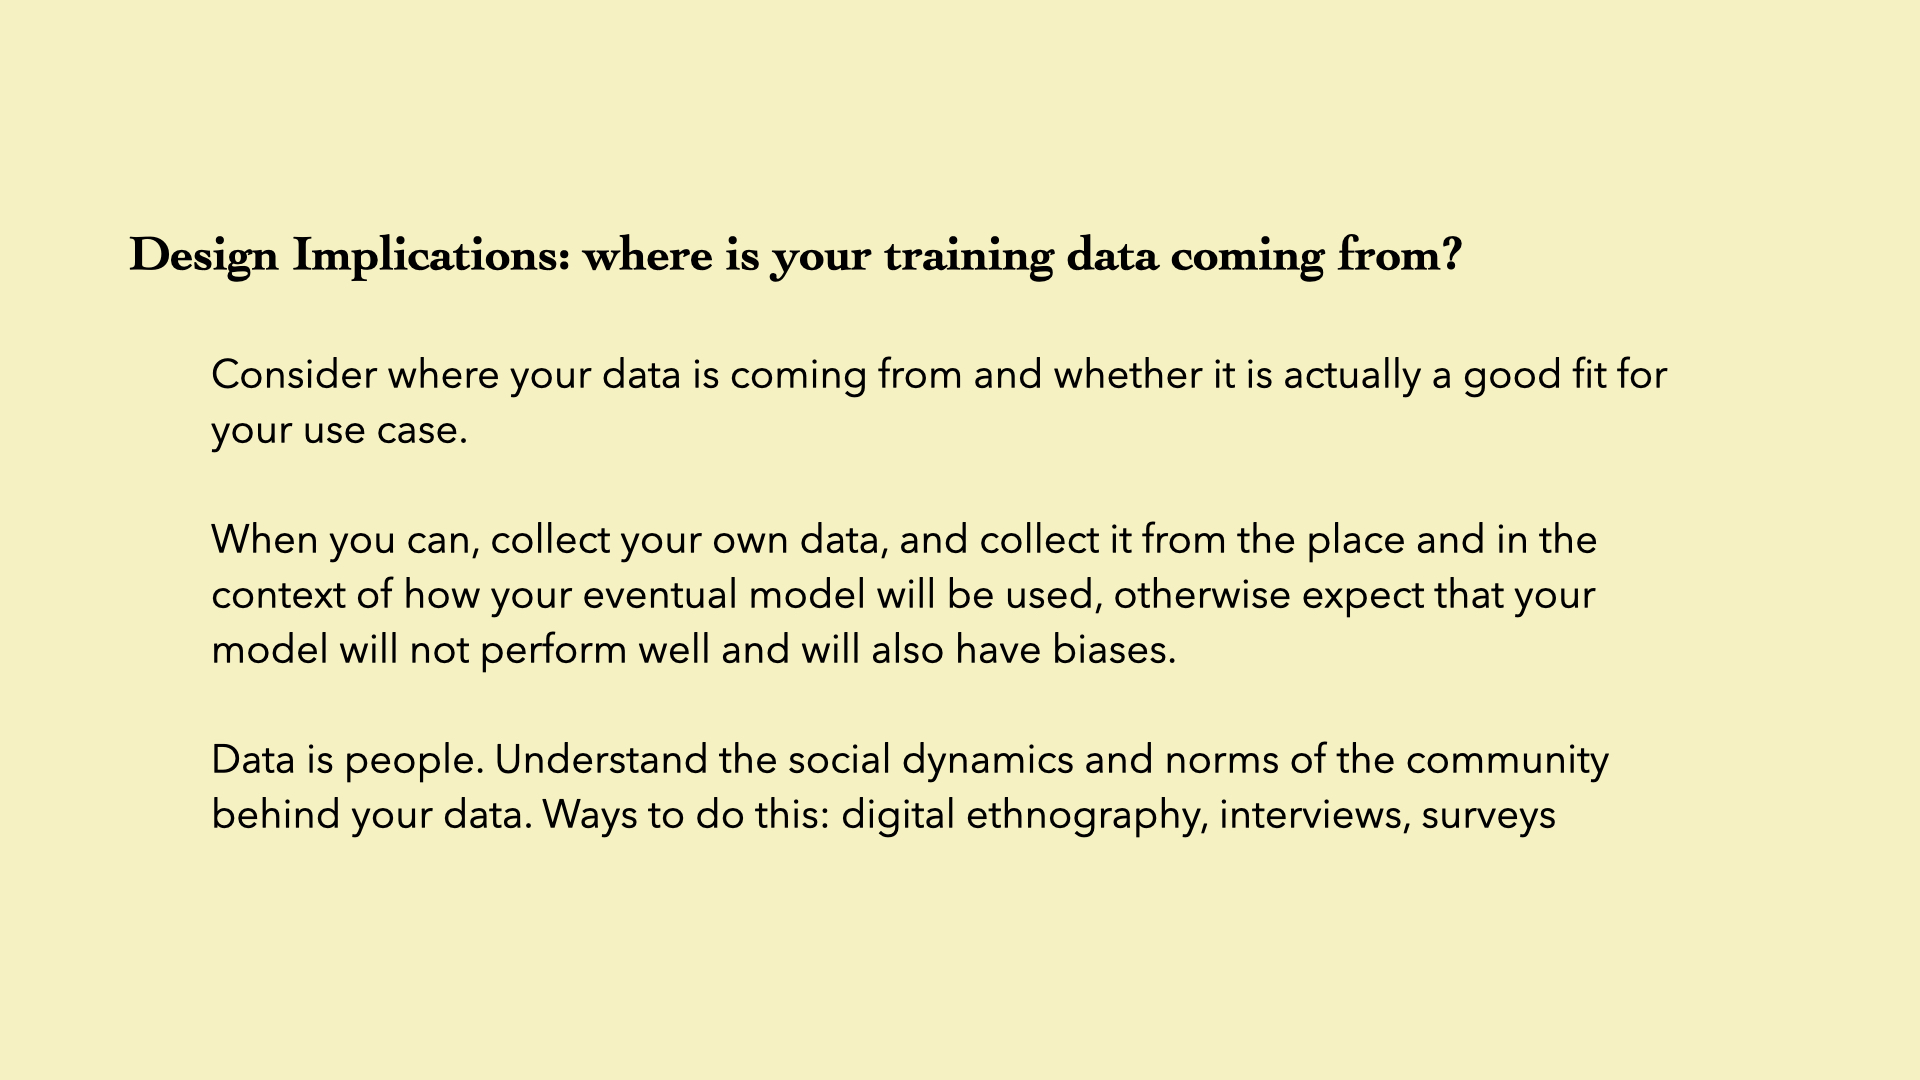 Design Implications: where is your training data coming from?
Consider where your data is coming from and whether it is actually a good fit for
your use case.
When you can, collect your own data, and collect it from the place and in the
context of how your eventual model will be used, otherwise expect that your
model will not perform well and will also have biases.
Data is people. Understand the social dynamics and norms of the community
behind your data. Ways to do this: digital ethnography, interviews, surveys